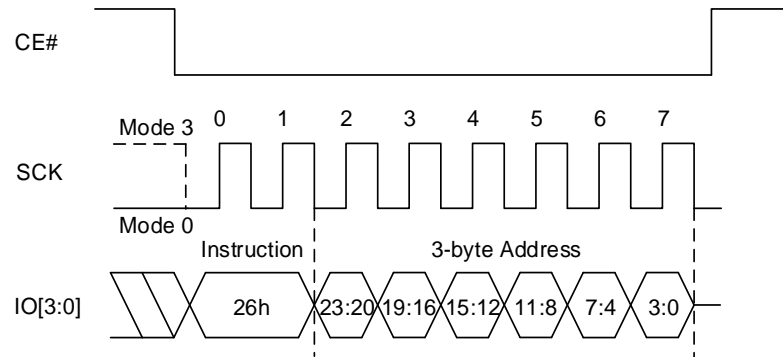 CE#
Mode 3 0 1 2 3 4 5 6 7
SCK
Mode 0
Instruction 3-byte Address
IO[3:0] 26h 23:20 19:16 15:12 11:8 7:4 3:0